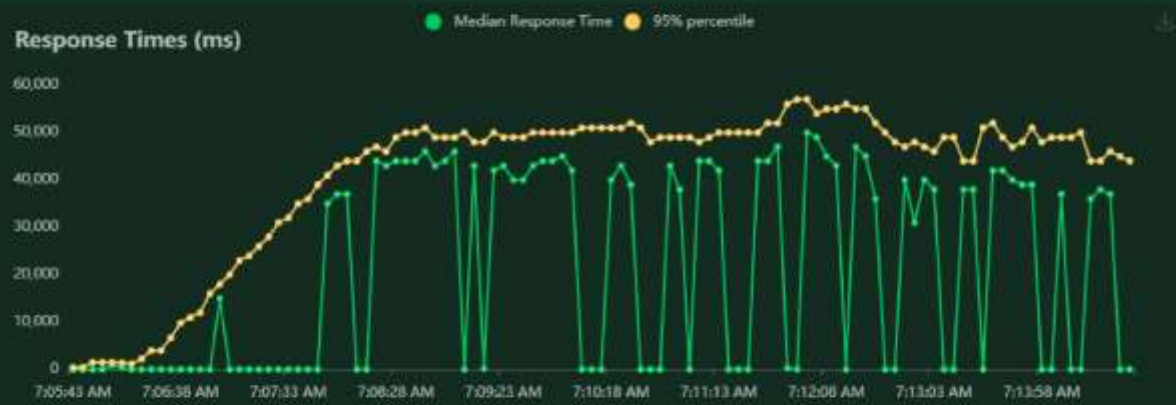 Median Response Time 95% percentile
Response Times (ms)
60,000
50,000
40,000
30,000
20,000
10,000
0
7:05:43 AM 7:06:38 AM 7:07:33 AM 7:08:28 AM 7:09:23 AM 7:10:18 AM 7:11:13 AM 7:12:08 AM 7:13:03 AM 7:13:58 AM